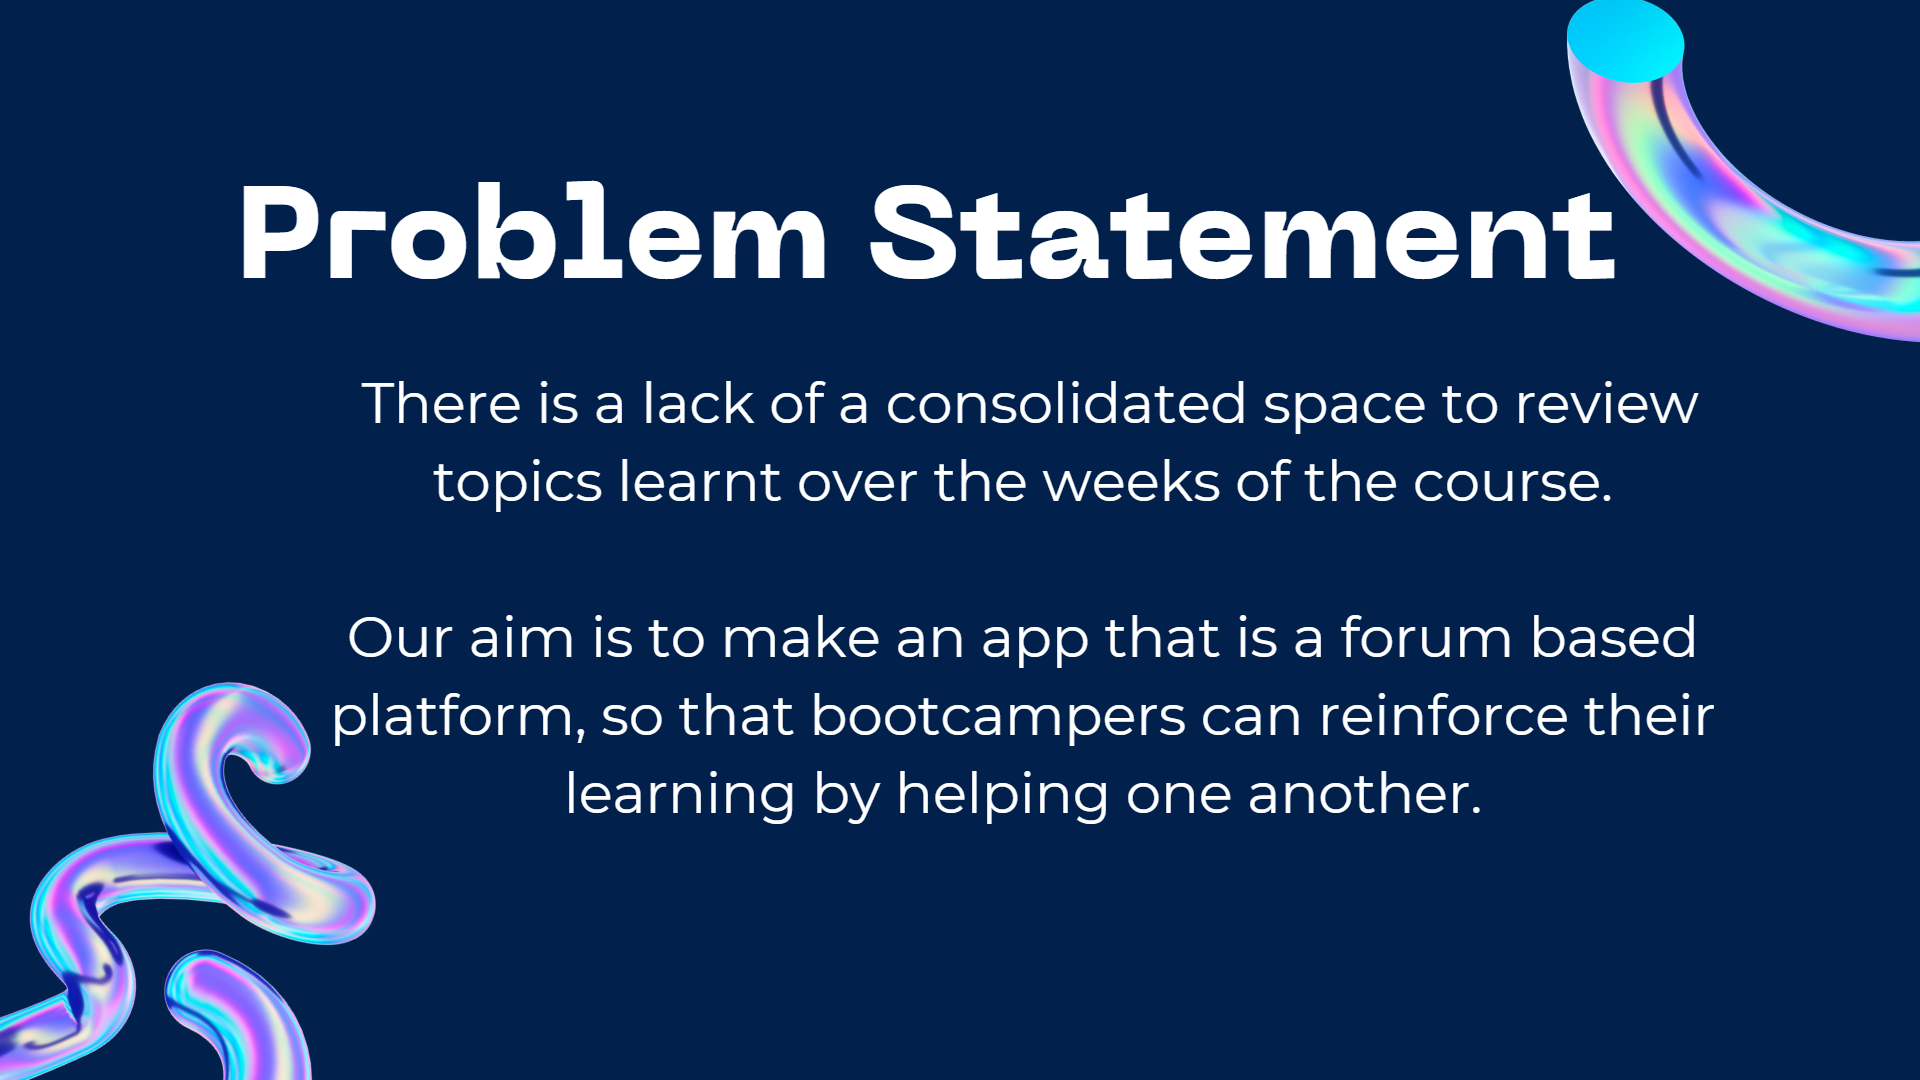 Problem Statement
There is a lack of a consolidated space to review
topics learnt over the weeks of the course.
Our aim is to make an app that is a forum based
platform, so that bootcampers can reinforce their
learning by helping one another.